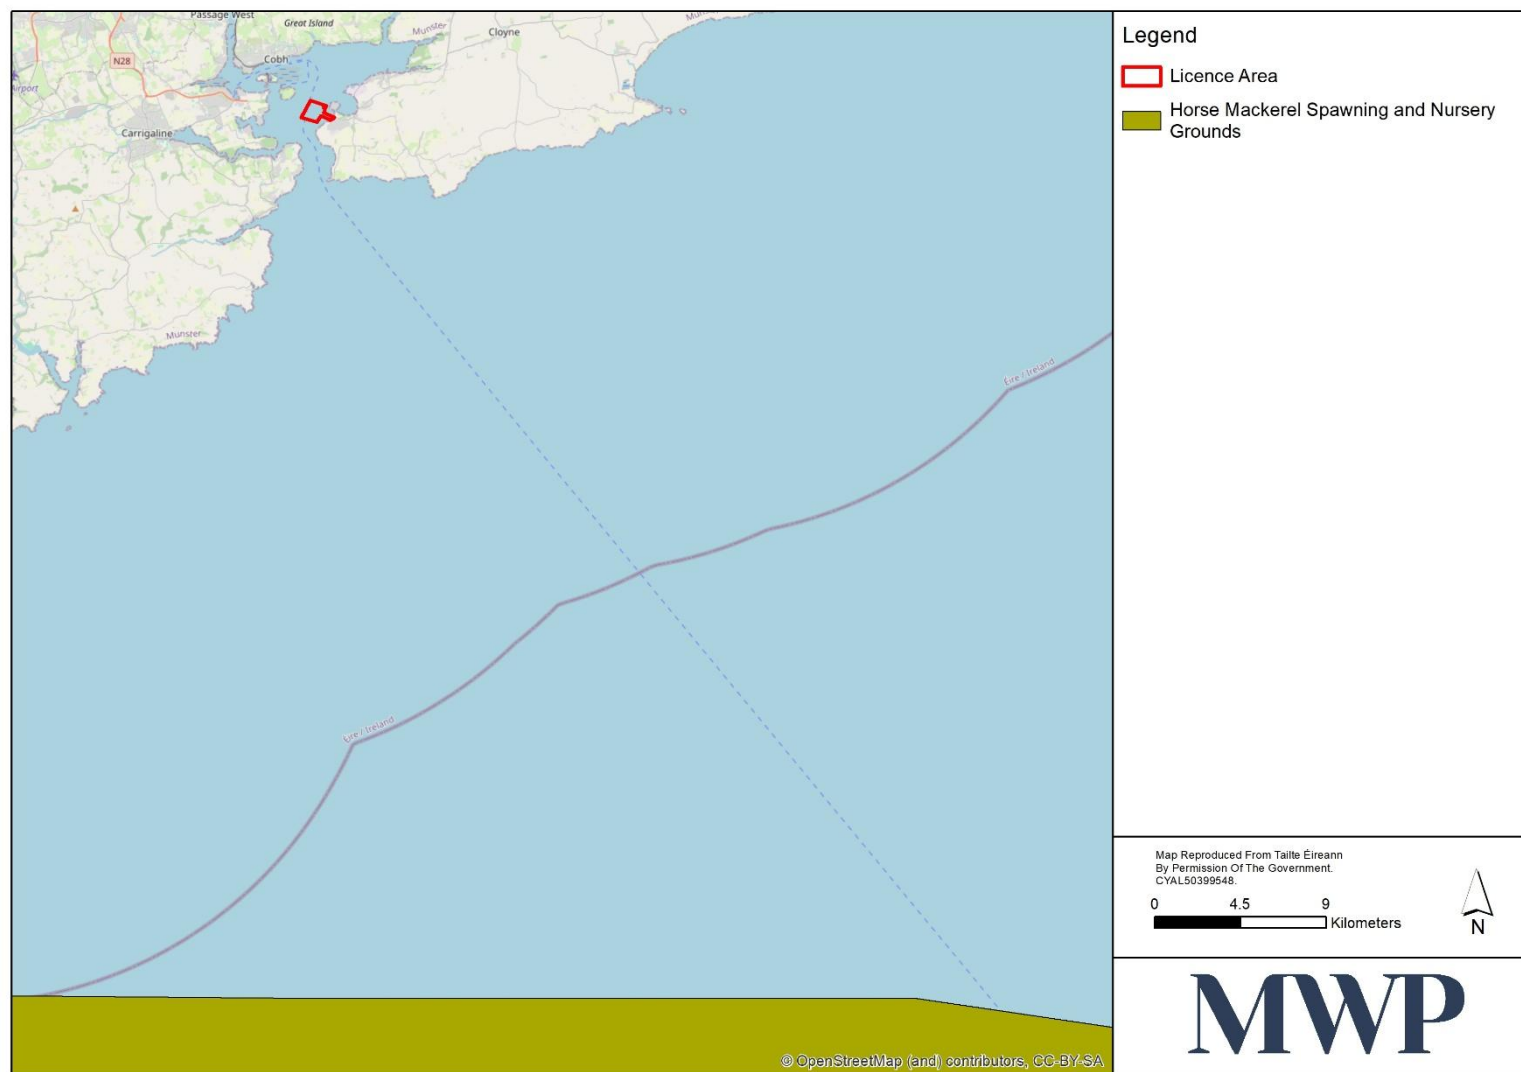 Passage West
Great Island
Munster
Cloyne
Munster
N28
Cobh
Airport
Carrigaline
Munster
Éire / Ireland
Éire / Ireland
© OpenStreetMap (and) contributors, CC-BY-SA
Legend
Licence Area
Horse Mackerel Spawning and Nursery
Grounds
Map Reproduced From Tailte Éireann
By Permission Of The Government.
CYAL50399548.
0 4.5 9
Kilometers
N
MWP